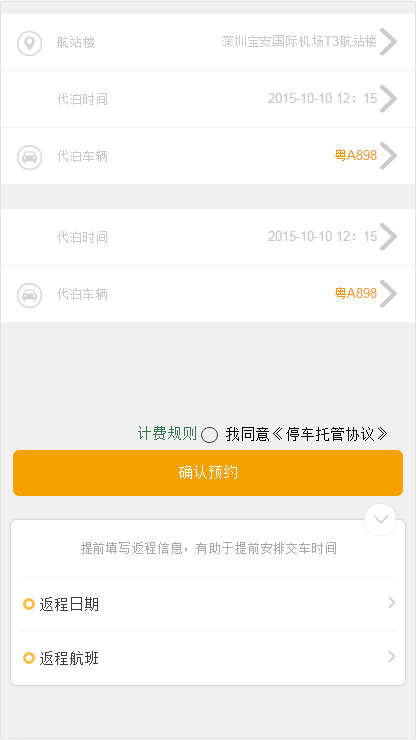 航站楼 深圳宝安国际机场T3航站楼
代泊时间 2015-10-10 12：15
代泊车辆 粤A898
代泊时间 2015-10-10 12：15
代泊车辆 粤A898
计费规则 我同意《停车托管协议》
确认预约
提前填写返程信息，有助于提前安排交车时间
返程日期
返程航班